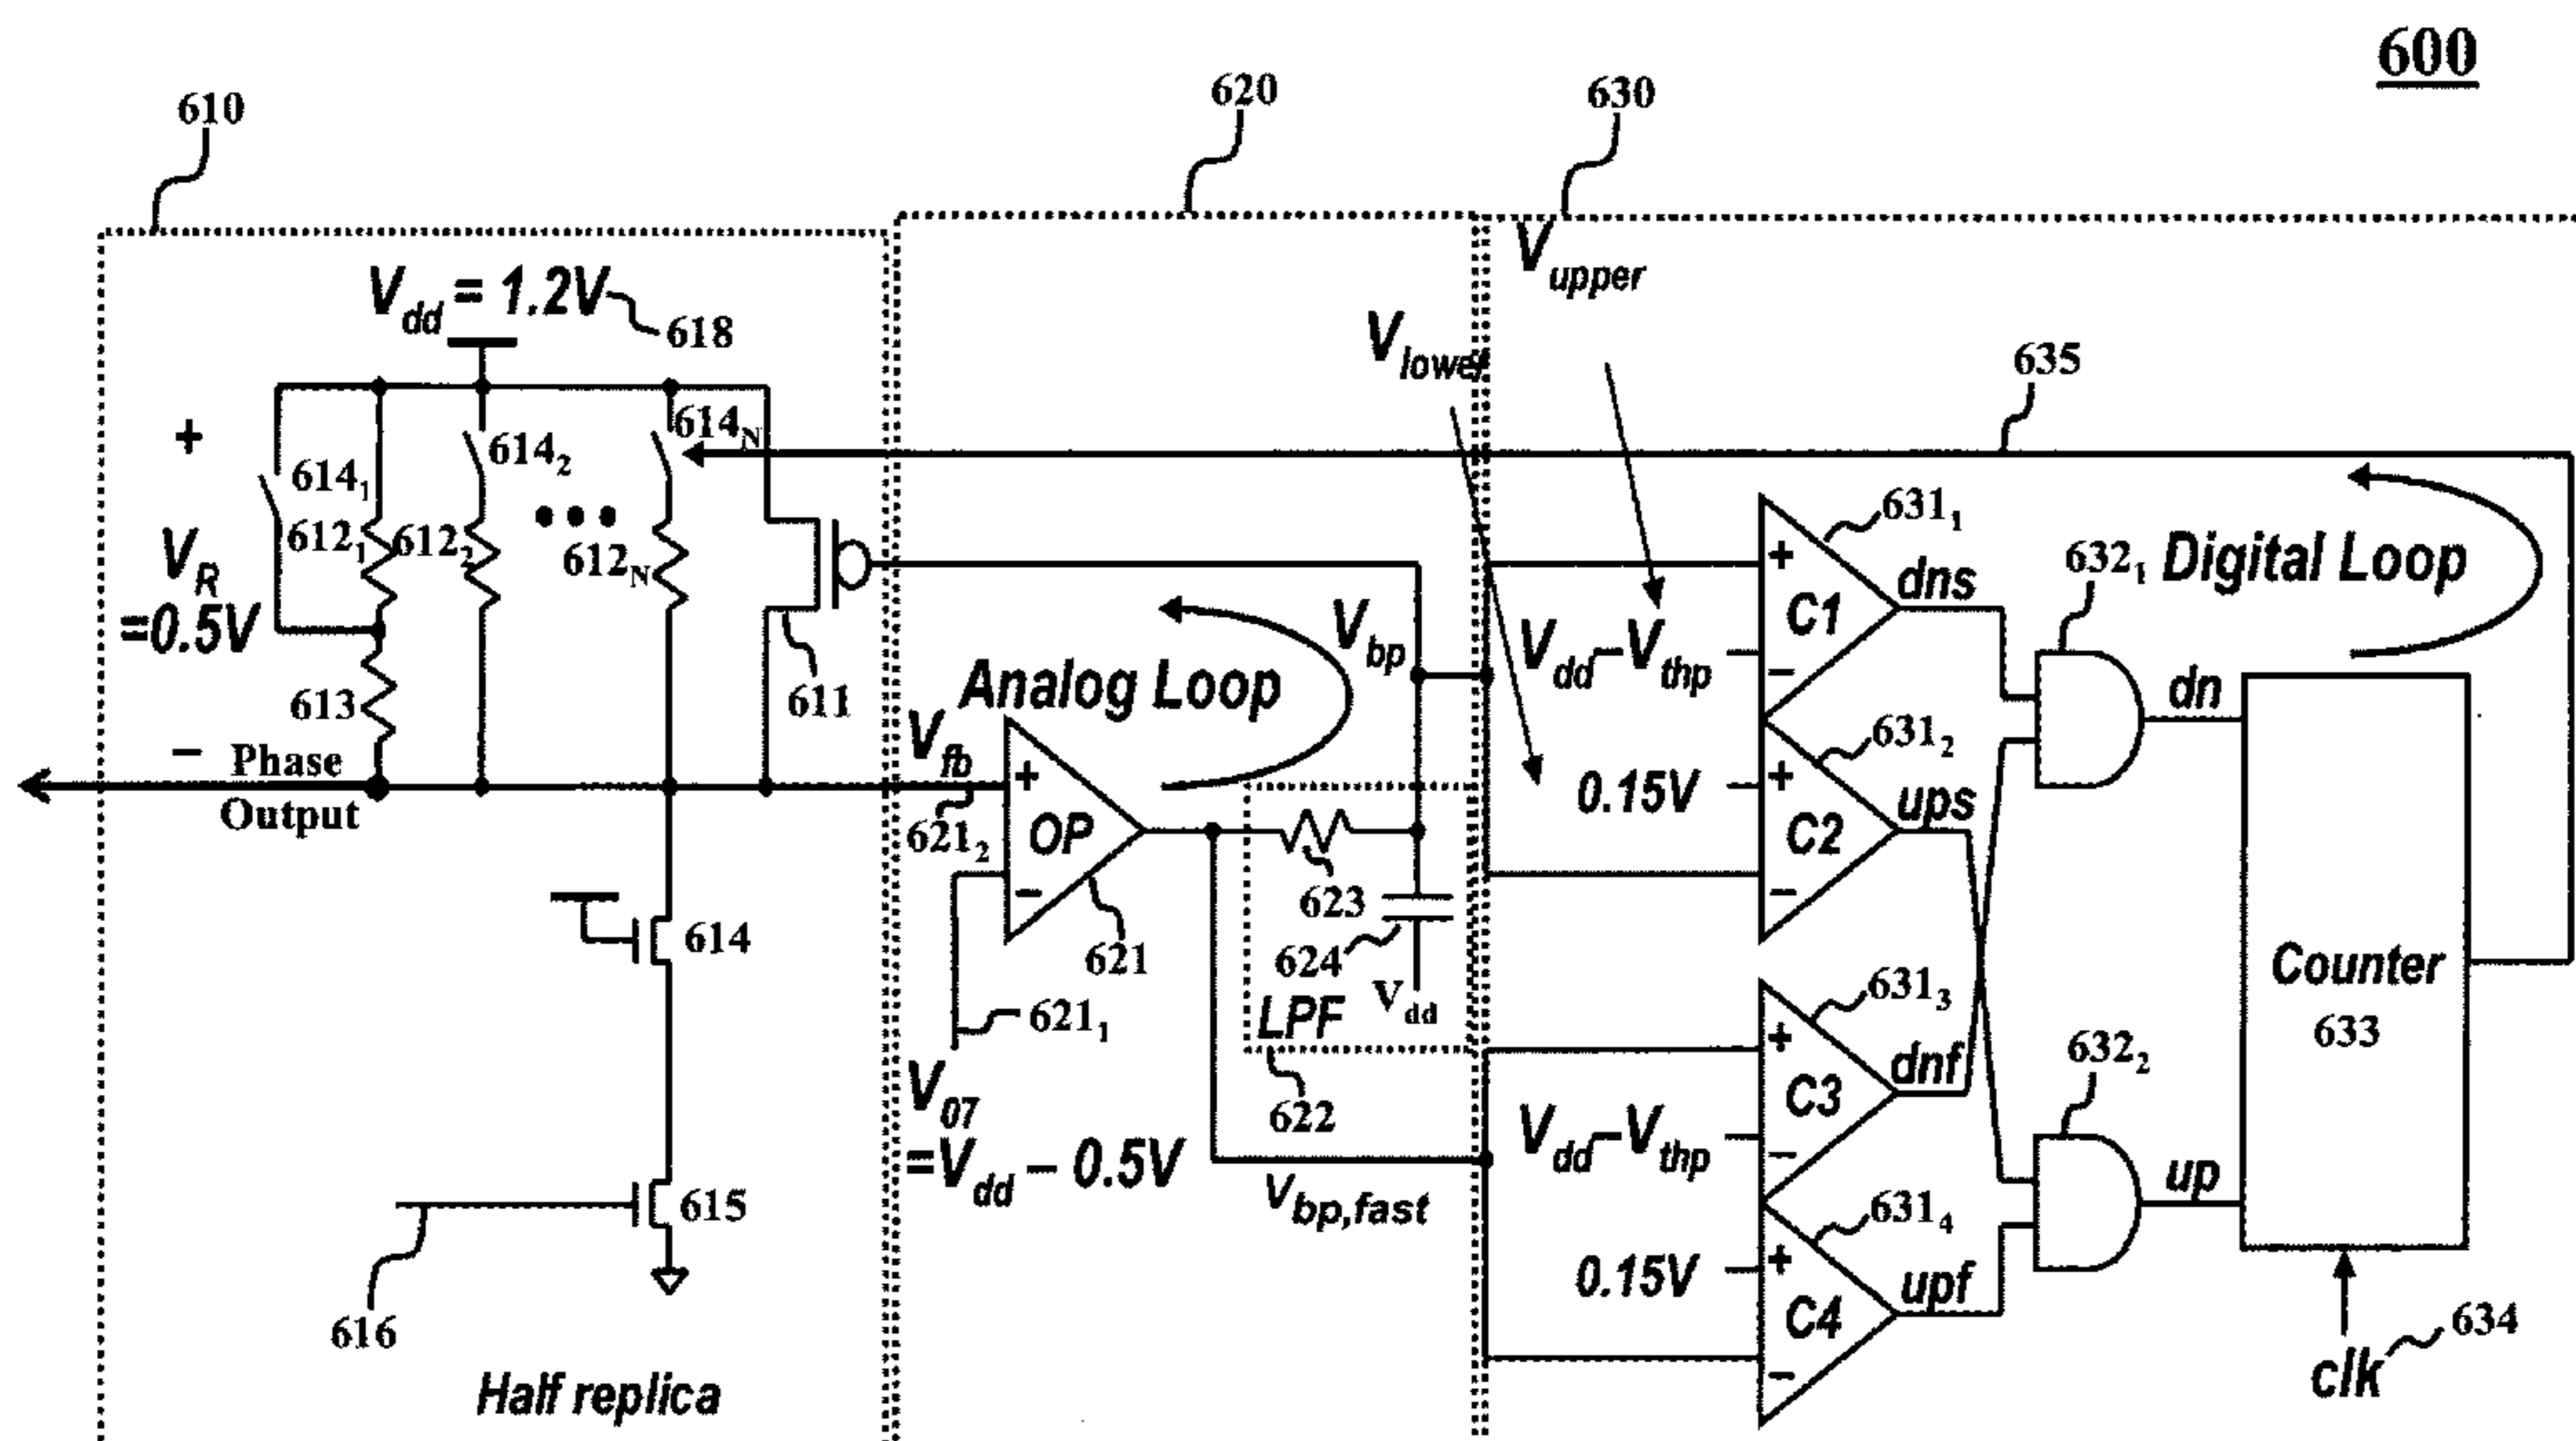 600
610
620
630
V_dd = 1.2V
618
V_upper
V_lower
635
+
614_1
614_2
614_N
V_R
=0.5V
612_1
612_2
612_N
613
611
−
Phase
Output
V_fb
621_2
Analog Loop
V_bp
+
OP
−
621
621_1
V_07
=V_dd − 0.5V
623
624
V_dd
LPF
622
V_bp,fast
614
615
616
Half replica
+
C1
−
631_1
dns
V_dd−V_thp
+
C2
−
631_2
ups
0.15V
+
C3
−
631_3
dnf
V_dd−V_thp
+
C4
−
631_4
upf
0.15V
632_1
Digital Loop
dn
632_2
up
Counter
633
clk
634